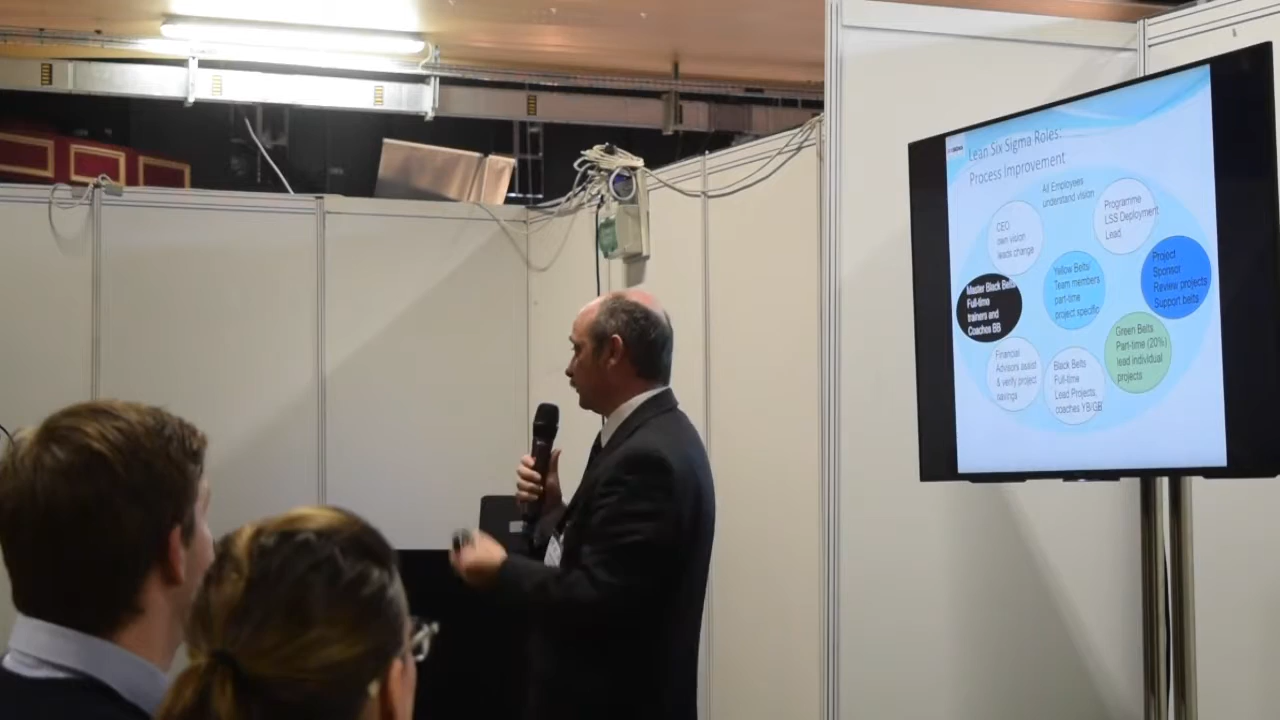 Lean Six Sigma Roles:
Process Improvement
All Employees
understand vision
Programme
LSS Deployment
Lead
CEO
own vision
leads change
Project
Sponsor
Review projects
Support belts
Yellow Belts/
Team members
part-time
project specific
Master Black Belts
Full-time
trainers and
Coaches BB
Green Belts
Part-time (20%)
lead individual
projects
Financial
Advisors assist
& verify project
savings
Black Belts
Full-time
Lead Projects,
coaches YB/GB